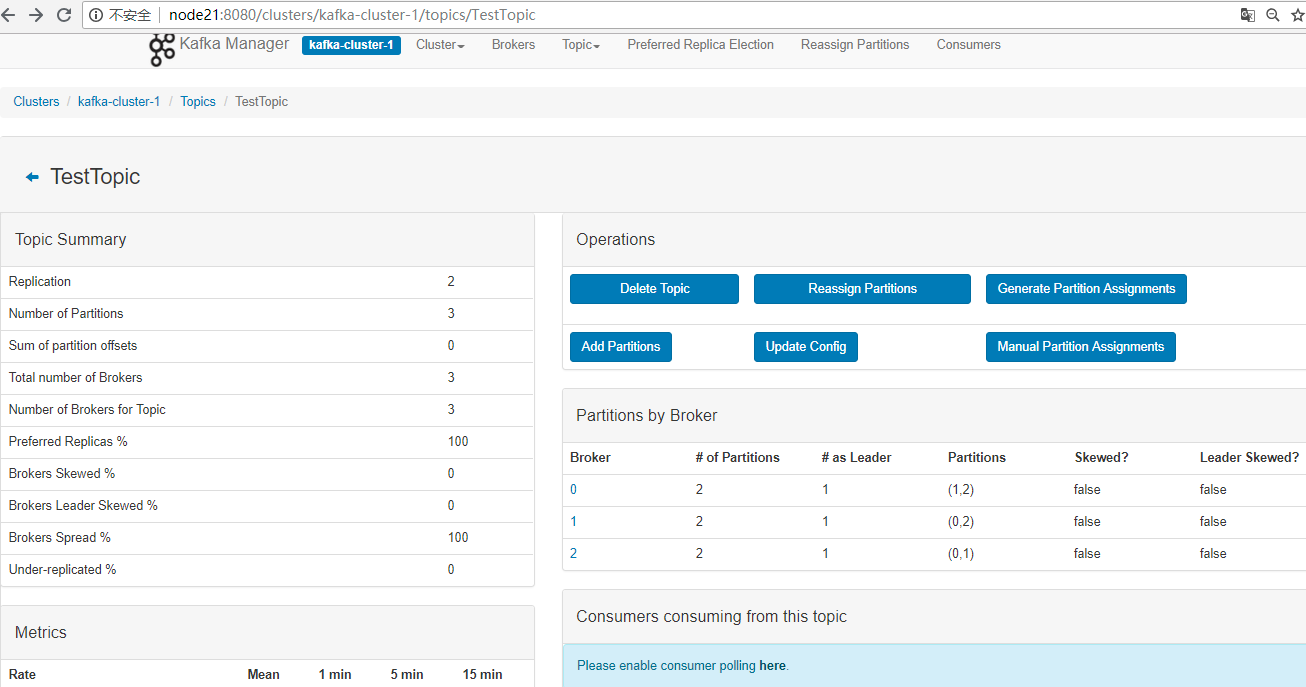 不安全 node21:8080/clusters/kafka-cluster-1/topics/TestTopic
Kafka Manager kafka-cluster-1 Cluster Brokers Topic Preferred Replica Election Reassign Partitions Consumers
Clusters / kafka-cluster-1 / Topics / TestTopic
TestTopic
Topic Summary
Replication 2
Number of Partitions 3
Sum of partition offsets 0
Total number of Brokers 3
Number of Brokers for Topic 3
Preferred Replicas % 100
Brokers Skewed % 0
Brokers Leader Skewed % 0
Brokers Spread % 100
Under-replicated % 0
Metrics
Rate Mean 1 min 5 min 15 min
Operations
Delete Topic Reassign Partitions Generate Partition Assignments
Add Partitions Update Config Manual Partition Assignments
Partitions by Broker
Broker # of Partitions # as Leader Partitions Skewed? Leader Skewed?
0 2 1 (1,2) false false
1 2 1 (0,2) false false
2 2 1 (0,1) false false
Consumers consuming from this topic
Please enable consumer polling here.